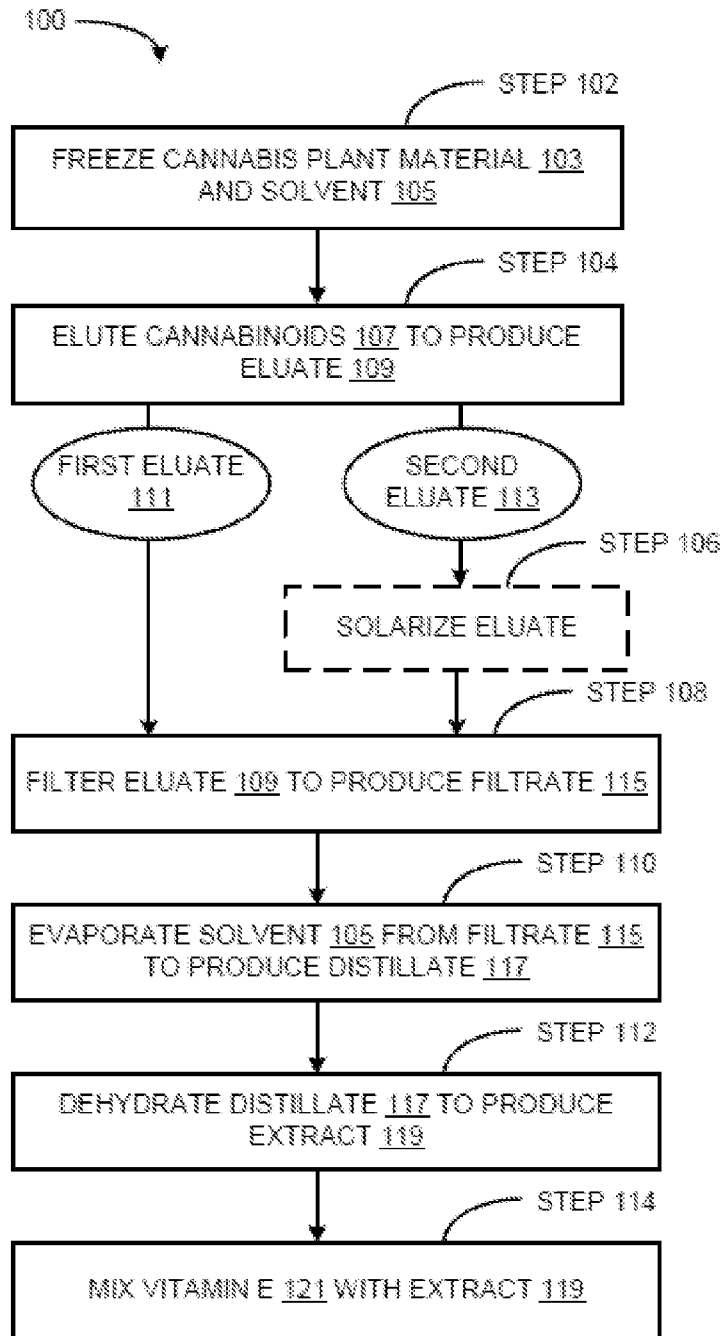 100
STEP 102
FREEZE CANNABIS PLANT MATERIAL 103
AND SOLVENT 105
STEP 104
ELUTE CANNABINOIDS 107 TO PRODUCE
ELUATE 109
FIRST ELUATE
111
SECOND
ELUATE 113
STEP 106
SOLARIZE ELUATE
STEP 108
FILTER ELUATE 109 TO PRODUCE FILTRATE 115
STEP 110
EVAPORATE SOLVENT 105 FROM FILTRATE 115
TO PRODUCE DISTILLATE 117
STEP 112
DEHYDRATE DISTILLATE 117 TO PRODUCE
EXTRACT 119
STEP 114
MIX VITAMIN E 121 WITH EXTRACT 119